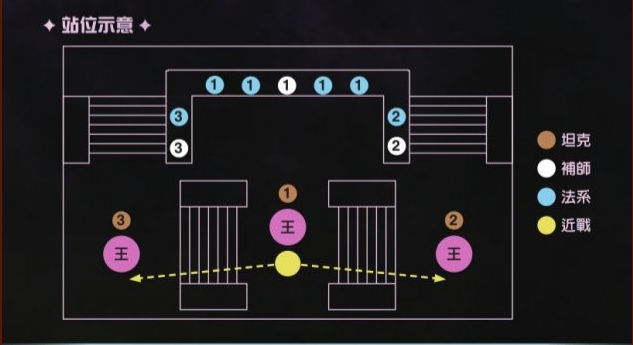 ✦ 站位示意 ✦
1 1 1 1 1
3 2
3 2
1
3 王 2
王 王
坦克
補師
法系
近戰